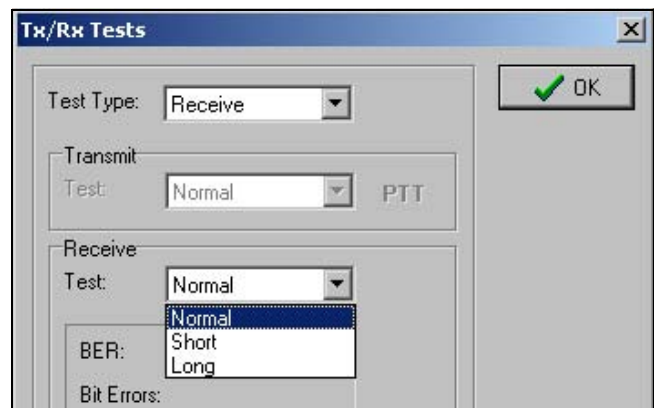 Tx/Rx Tests
OK
Test Type: Receive
Transmit
Test: Normal PTT
Receive
Test: Normal
Normal
Short
Long
BER:
Bit Errors: